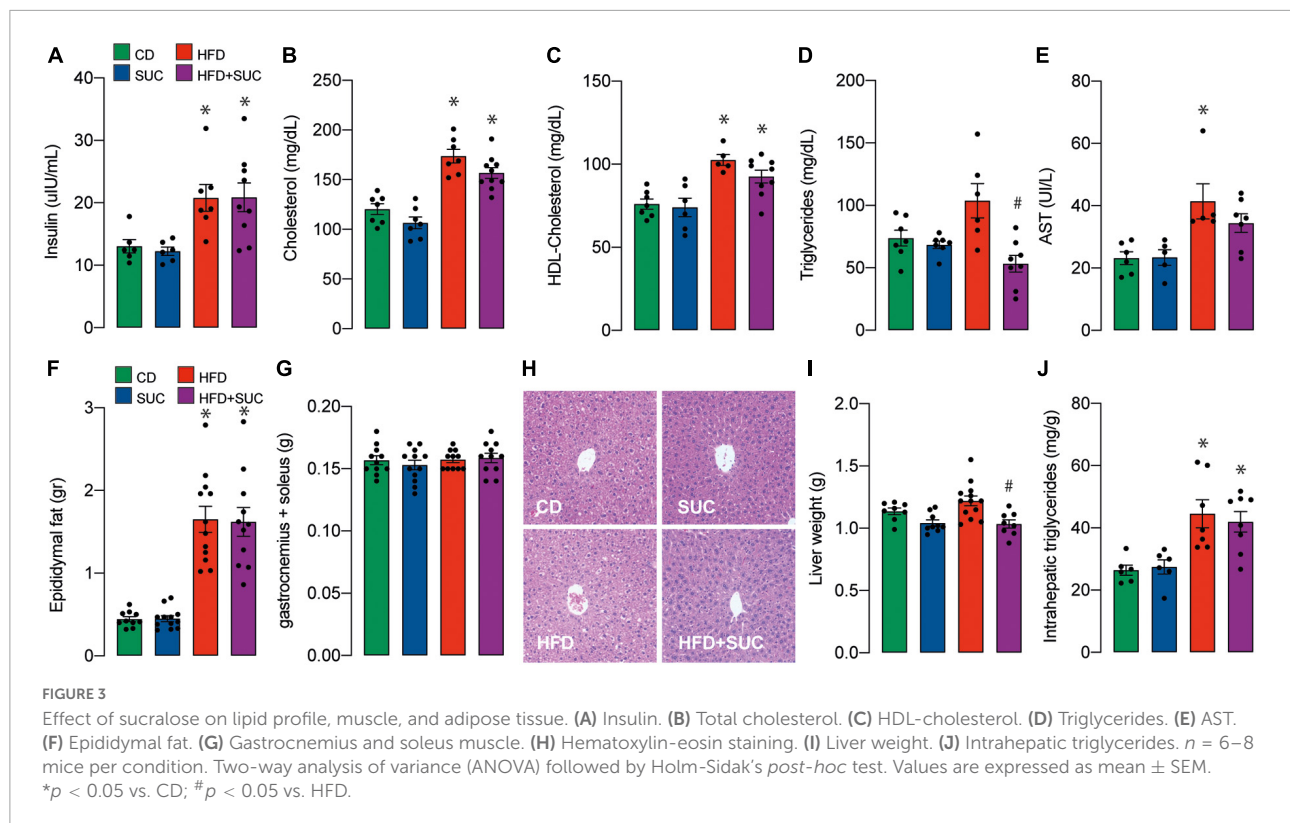 A
CD
HFD
SUC
HFD+SUC
Insulin (uIU/mL)
40
30
20
10
0
*
*
B
Cholesterol (mg/dL)
250
200
150
100
50
0
*
*
C
HDL-Cholesterol (mg/dL)
150
100
50
0
*
*
D
Triglycerides (mg/dL)
200
150
100
50
0
#
E
AST (UI/L)
80
60
40
20
0
*
F
CD
HFD
SUC
HFD+SUC
Epididymal fat (gr)
3
2
1
0
*
*
G
gastrocnemius + soleus (g)
0.20
0.15
0.10
0.05
0.00
H
CD
SUC
HFD
HFD+SUC
I
Liver weight (g)
2.0
1.5
1.0
0.5
0.0
#
J
Intrahepatic triglycerides (mg/g)
80
60
40
20
0
*
*
FIGURE 3
Effect of sucralose on lipid profile, muscle, and adipose tissue. (A) Insulin. (B) Total cholesterol. (C) HDL-cholesterol. (D) Triglycerides. (E) AST.
(F) Epididymal fat. (G) Gastrocnemius and soleus muscle. (H) Hematoxylin-eosin staining. (I) Liver weight. (J) Intrahepatic triglycerides. n = 6–8
mice per condition. Two-way analysis of variance (ANOVA) followed by Holm-Sidak's post-hoc test. Values are expressed as mean ± SEM.
*p < 0.05 vs. CD; #p < 0.05 vs. HFD.